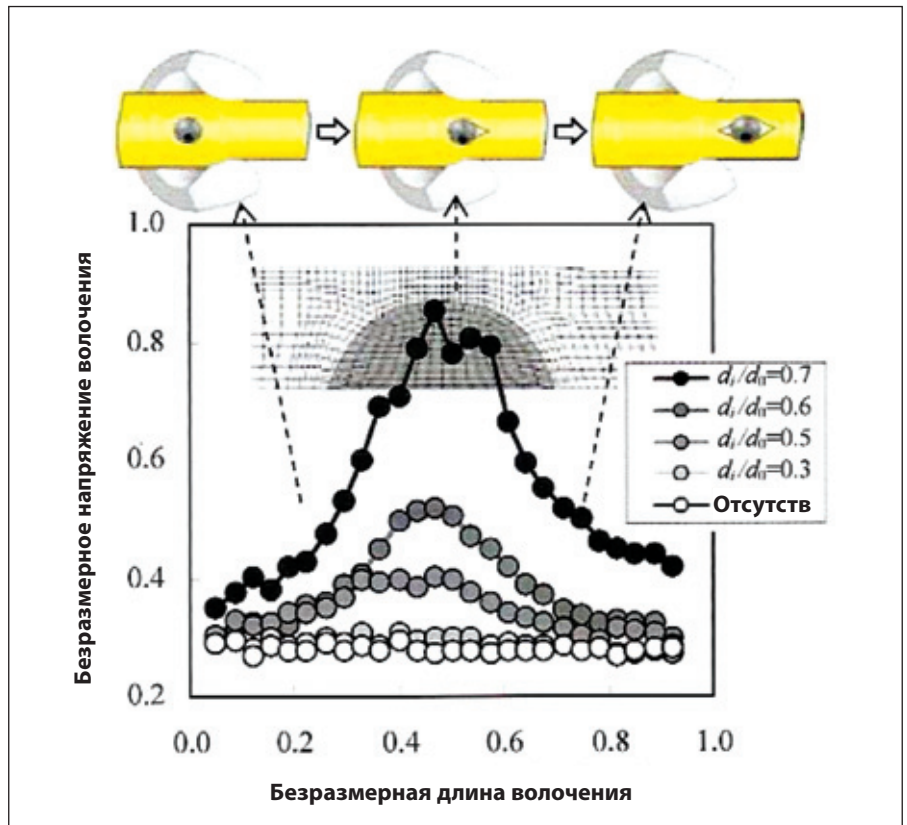 1.0
0.8
0.6
0.4
0.2
Безразмерное напряжение волочения
0.0 0.2 0.4 0.6 0.8 1.0
Безразмерная длина волочения
dᵢ/d₀=0.7
dᵢ/d₀=0.6
dᵢ/d₀=0.5
dᵢ/d₀=0.3
Отсутств